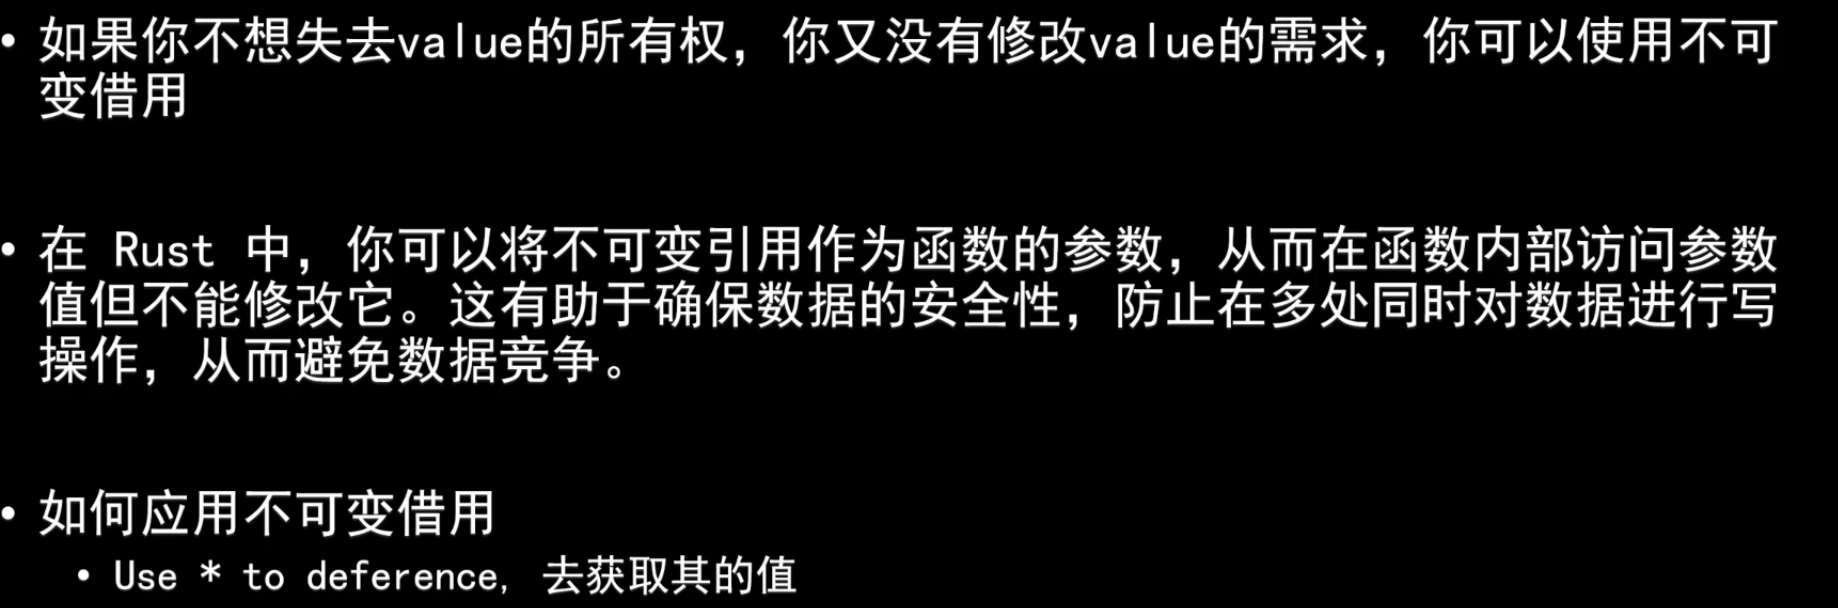 • 如果你不想失去value的所有权，你又没有修改value的需求，你可以使用不可
变借用
• 在 Rust 中，你可以将不可变引用作为函数的参数，从而在函数内部访问参数
值但不能修改它。这有助于确保数据的安全性，防止在多处同时对数据进行写
操作，从而避免数据竞争。
• 如何应用不可变借用
• Use * to deference, 去获取其的值